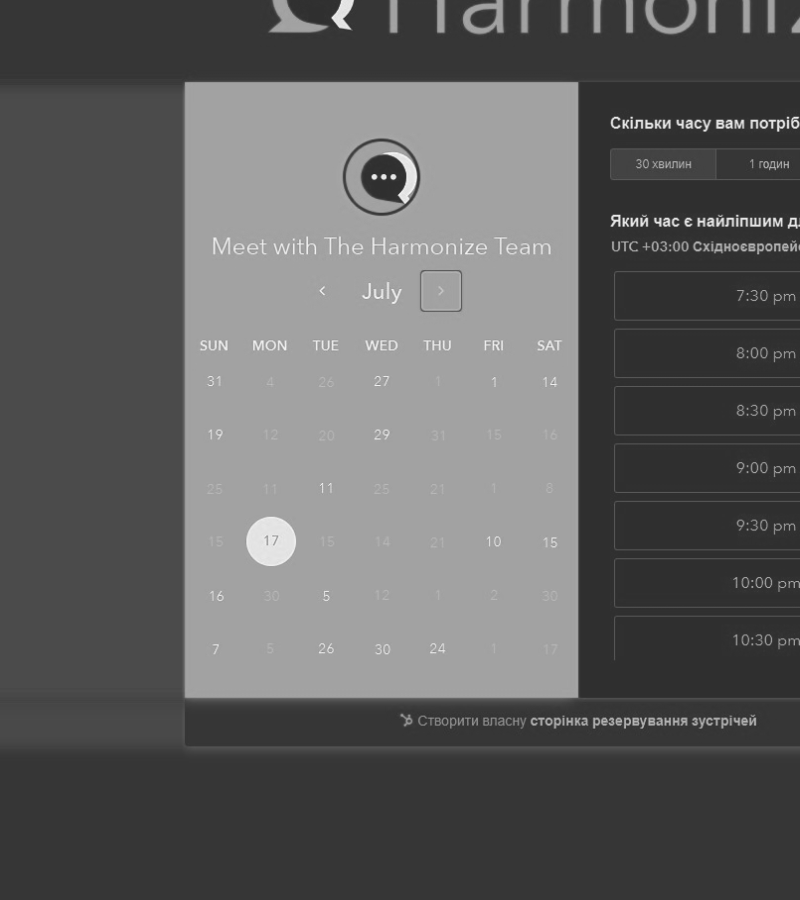 Harmoniz
Meet with The Harmonize Team
July
SUN MON TUE WED THU FRI SAT
31 4 26 27 1 1 14
19 12 20 29 31 15 16
25 11 11 25 21 1 8
15 17 15 14 21 10 15
16 30 5 12 1 2 30
7 5 26 30 24 1 17
Скільки часу вам потріб
30 хвилин 1 годин
Який час є найліпшим д
UTC +03:00 Східноєвропей
7:30 pm
8:00 pm
8:30 pm
9:00 pm
9:30 pm
10:00 pm
10:30 pm
Створити власну сторінка резервування зустрічей